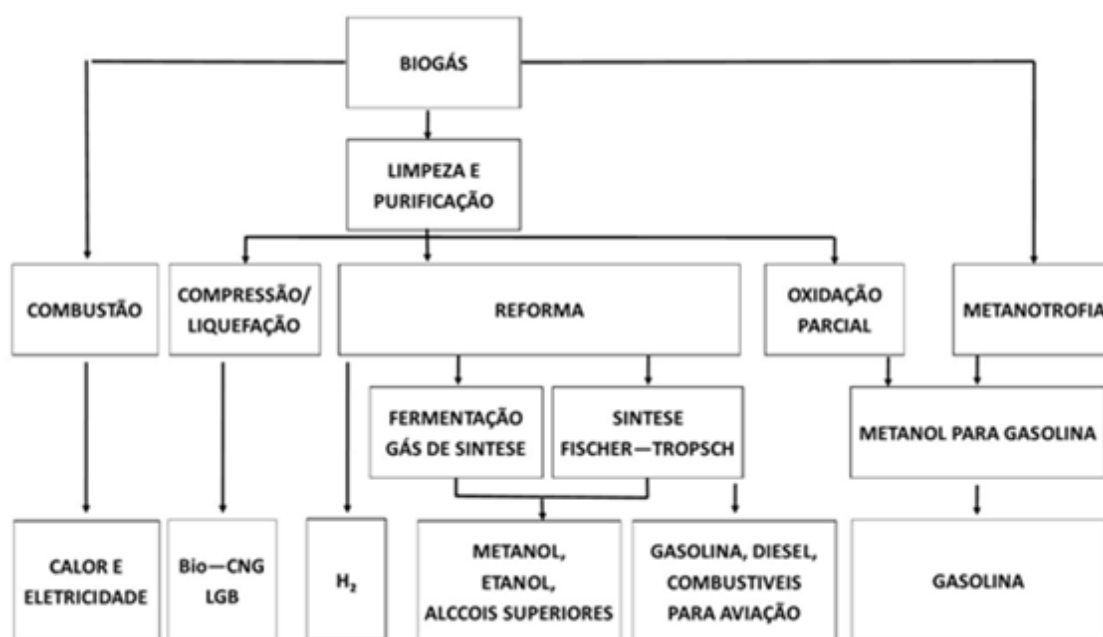 BIOGÁS
LIMPEZA E
PURIFICAÇÃO
COMBUSTÃO
COMPRESSÃO/
LIQUEFAÇÃO
REFORMA
OXIDAÇÃO
PARCIAL
METANOTROFIA
FERMENTAÇÃO
GÁS DE SINTESE
SINTESE
FISCHER—TROPSCH
METANOL PARA GASOLINA
CALOR E
ELETRICIDADE
Bio—CNG
LGB
H₂
METANOL,
ETANOL,
ALCCOIS SUPERIORES
GASOLINA, DIESEL,
COMBUSTIVEIS
PARA AVIAÇÃO
GASOLINA